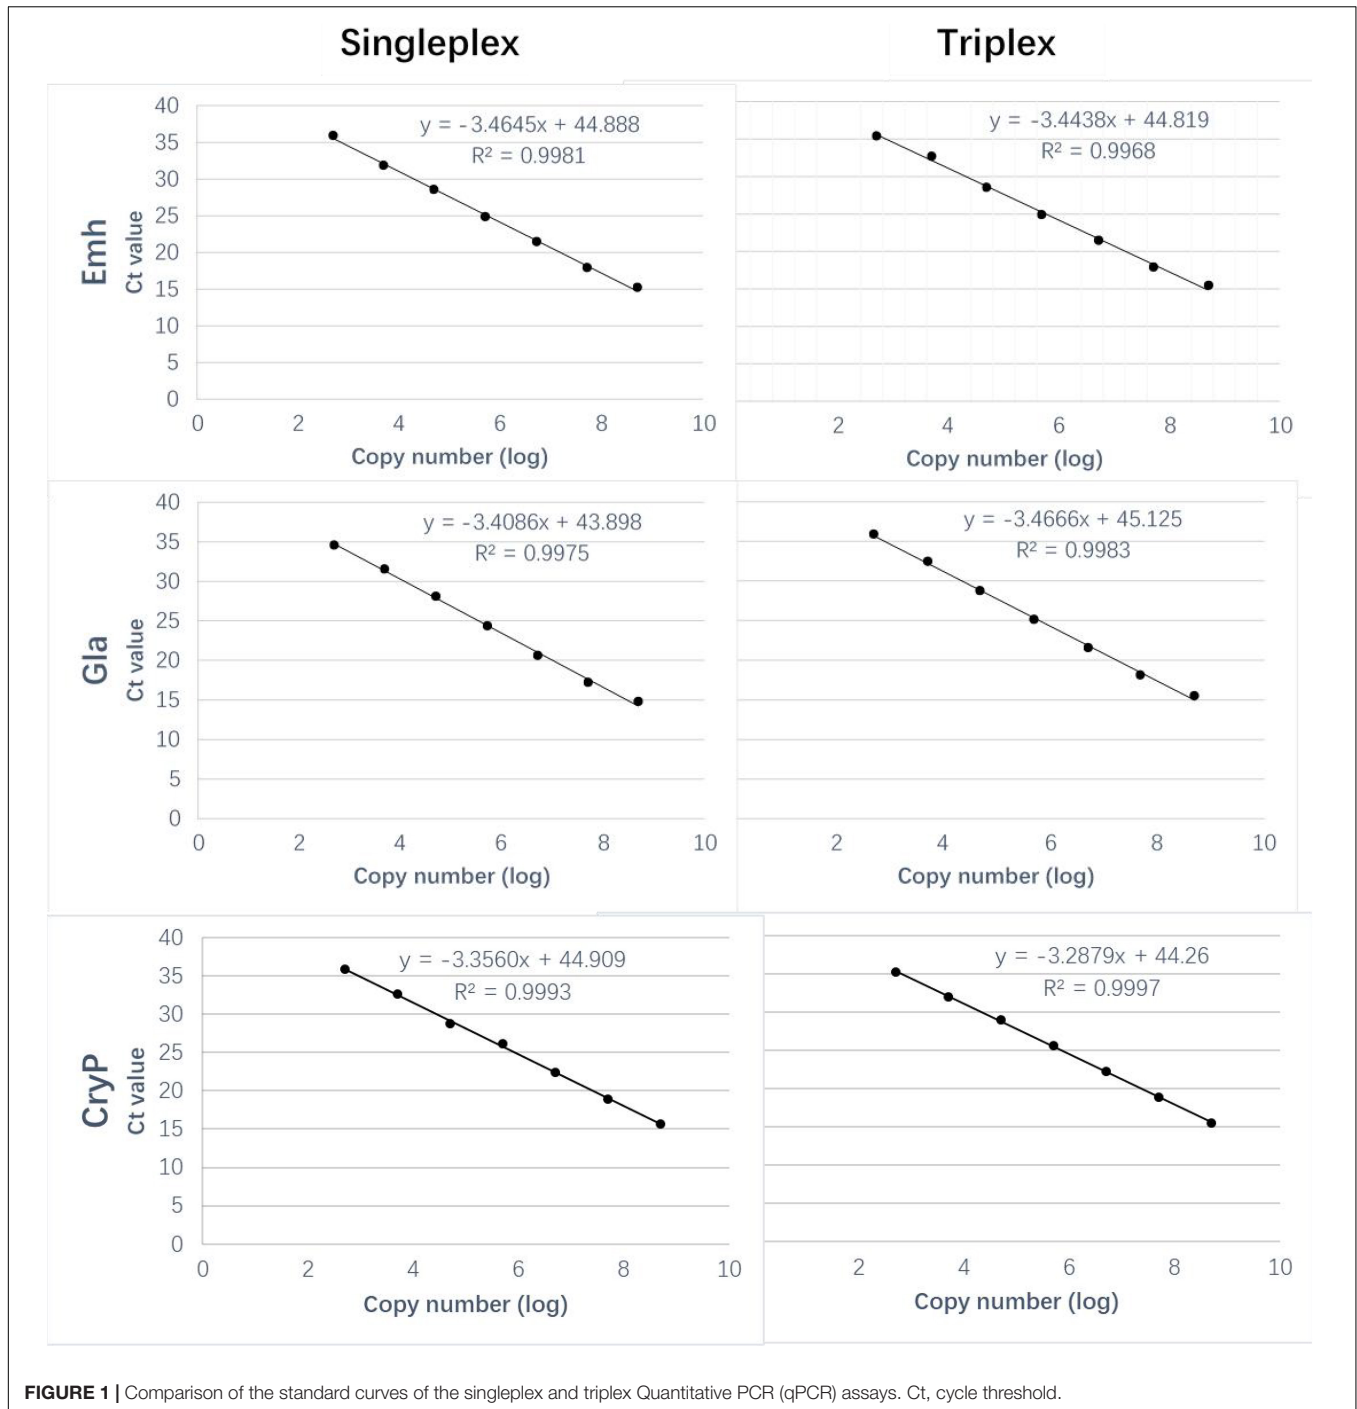 Singleplex
Triplex
Emh
Ct value
40
35
30
25
20
15
10
5
0
y = -3.4645x + 44.888
R² = 0.9981
0 2 4 6 8 10
Copy number (log)
y = -3.4438x + 44.819
R² = 0.9968
2 4 6 8 10
Copy number (log)
Gla
Ct value
40
35
30
25
20
15
10
5
0
y = -3.4086x + 43.898
R² = 0.9975
0 2 4 6 8 10
Copy number (log)
y = -3.4666x + 45.125
R² = 0.9983
2 4 6 8 10
Copy number (log)
CryP
Ct value
40
35
30
25
20
15
10
5
0
y = -3.3560x + 44.909
R² = 0.9993
0 2 4 6 8 10
Copy number (log)
y = -3.2879x + 44.26
R² = 0.9997
2 4 6 8 10
Copy number (log)
FIGURE 1 | Comparison of the standard curves of the singleplex and triplex Quantitative PCR (qPCR) assays. Ct, cycle threshold.